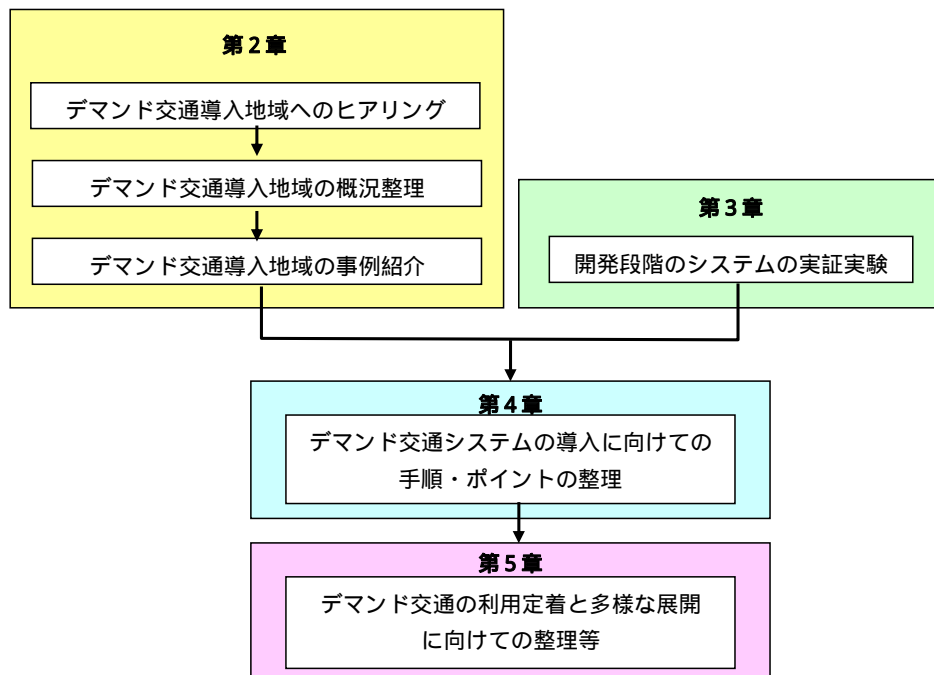 第２章
デマンド交通導入地域へのヒアリング
デマンド交通導入地域の概況整理
デマンド交通導入地域の事例紹介
第３章
開発段階のシステムの実証実験
第４章
デマンド交通システムの導入に向けての
手順・ポイントの整理
第５章
デマンド交通の利用定着と多様な展開
に向けての整理等